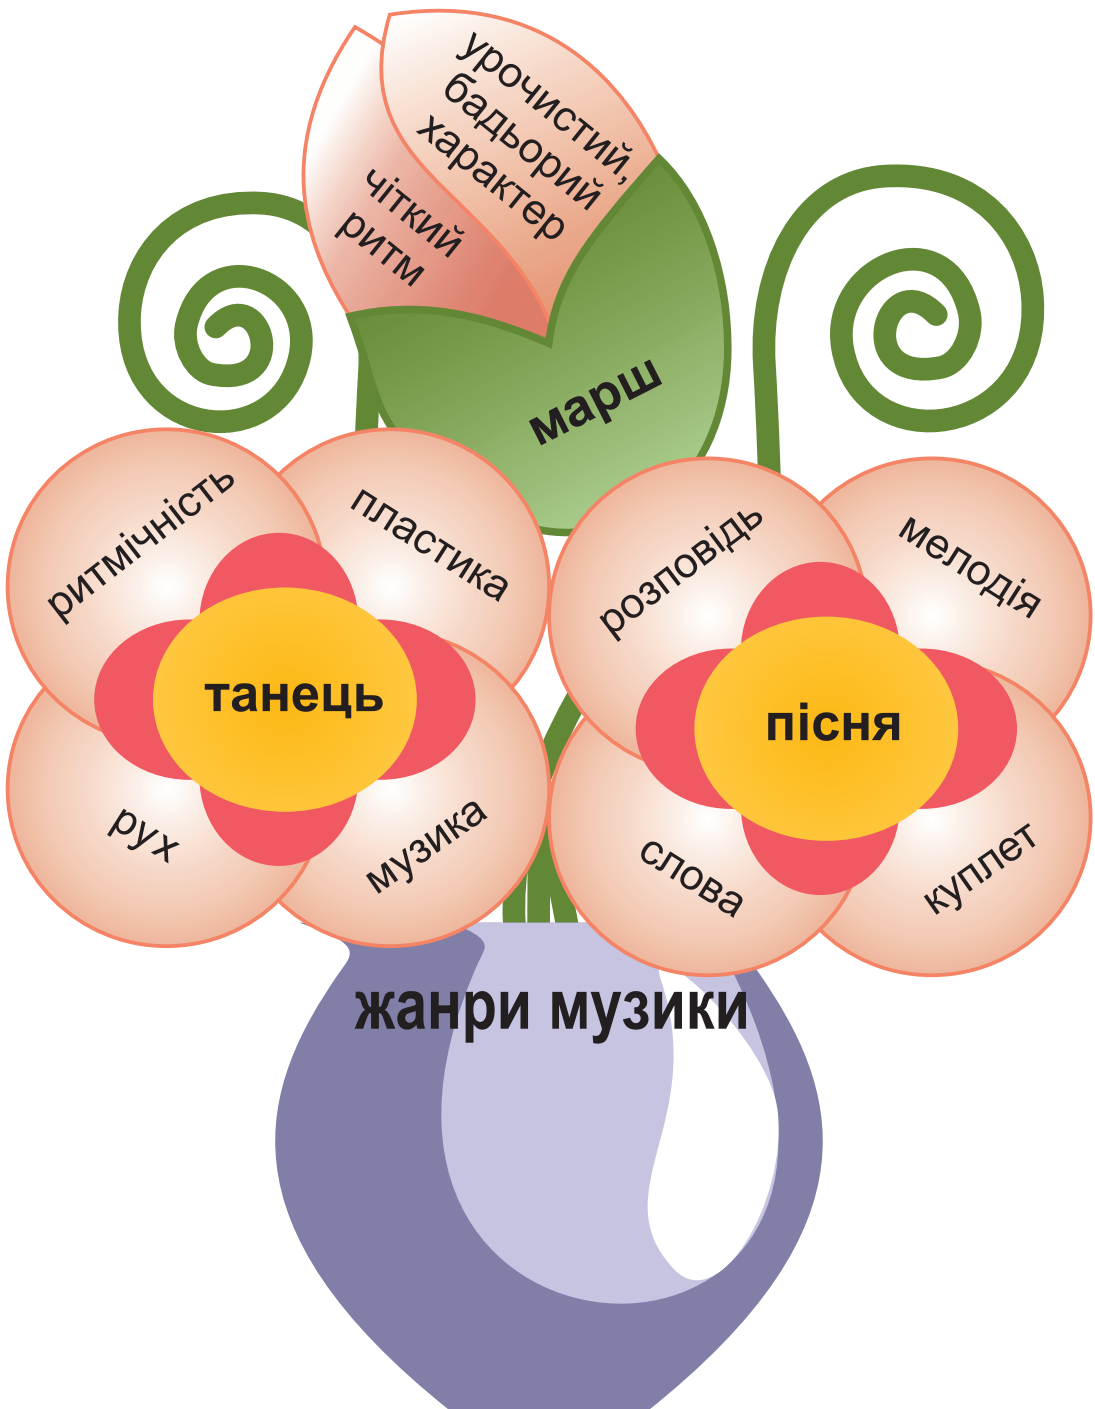 урочистий,
бадьорий
характер
чіткий
ритм
марш
ритмічність
пластика
танець
рух
музика
розповідь
мелодія
пісня
слова
куплет
жанри музики